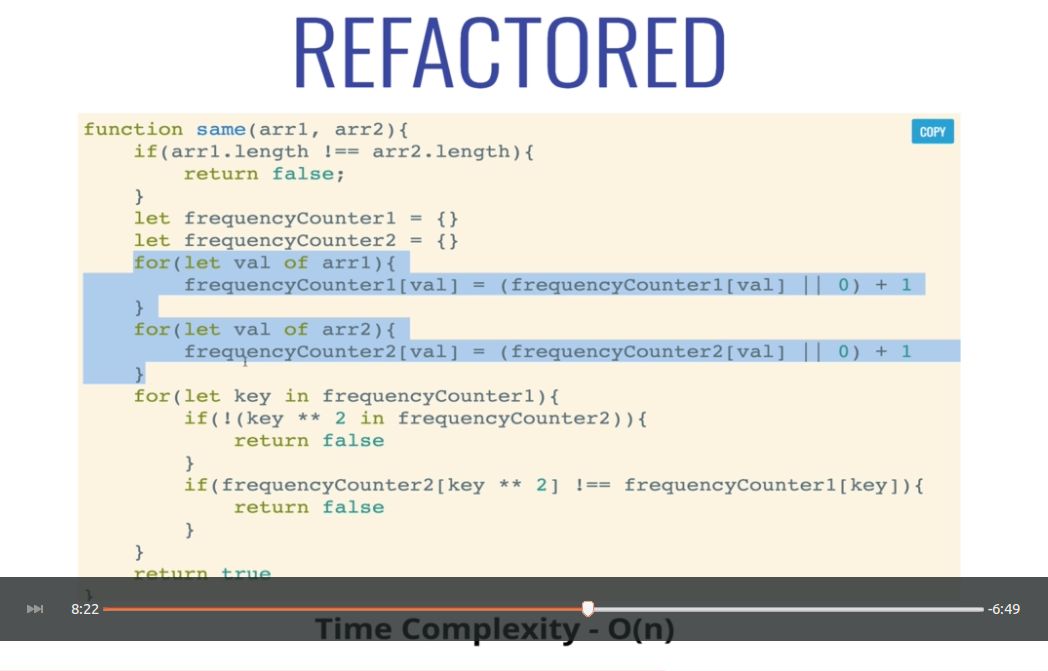 REFACTORED
COPY
function same(arr1, arr2){
    if(arr1.length !== arr2.length){
        return false;
    }
    let frequencyCounter1 = {}
    let frequencyCounter2 = {}
    for(let val of arr1){
        frequencyCounter1[val] = (frequencyCounter1[val] || 0) + 1
    }
    for(let val of arr2){
        frequencyCounter2[val] = (frequencyCounter2[val] || 0) + 1
    }
    for(let key in frequencyCounter1){
        if(!(key ** 2 in frequencyCounter2)){
            return false
        }
        if(frequencyCounter2[key ** 2] !== frequencyCounter1[key]){
            return false
        }
    }
    return true
}
8:22 -6:49
Time Complexity - O(n)